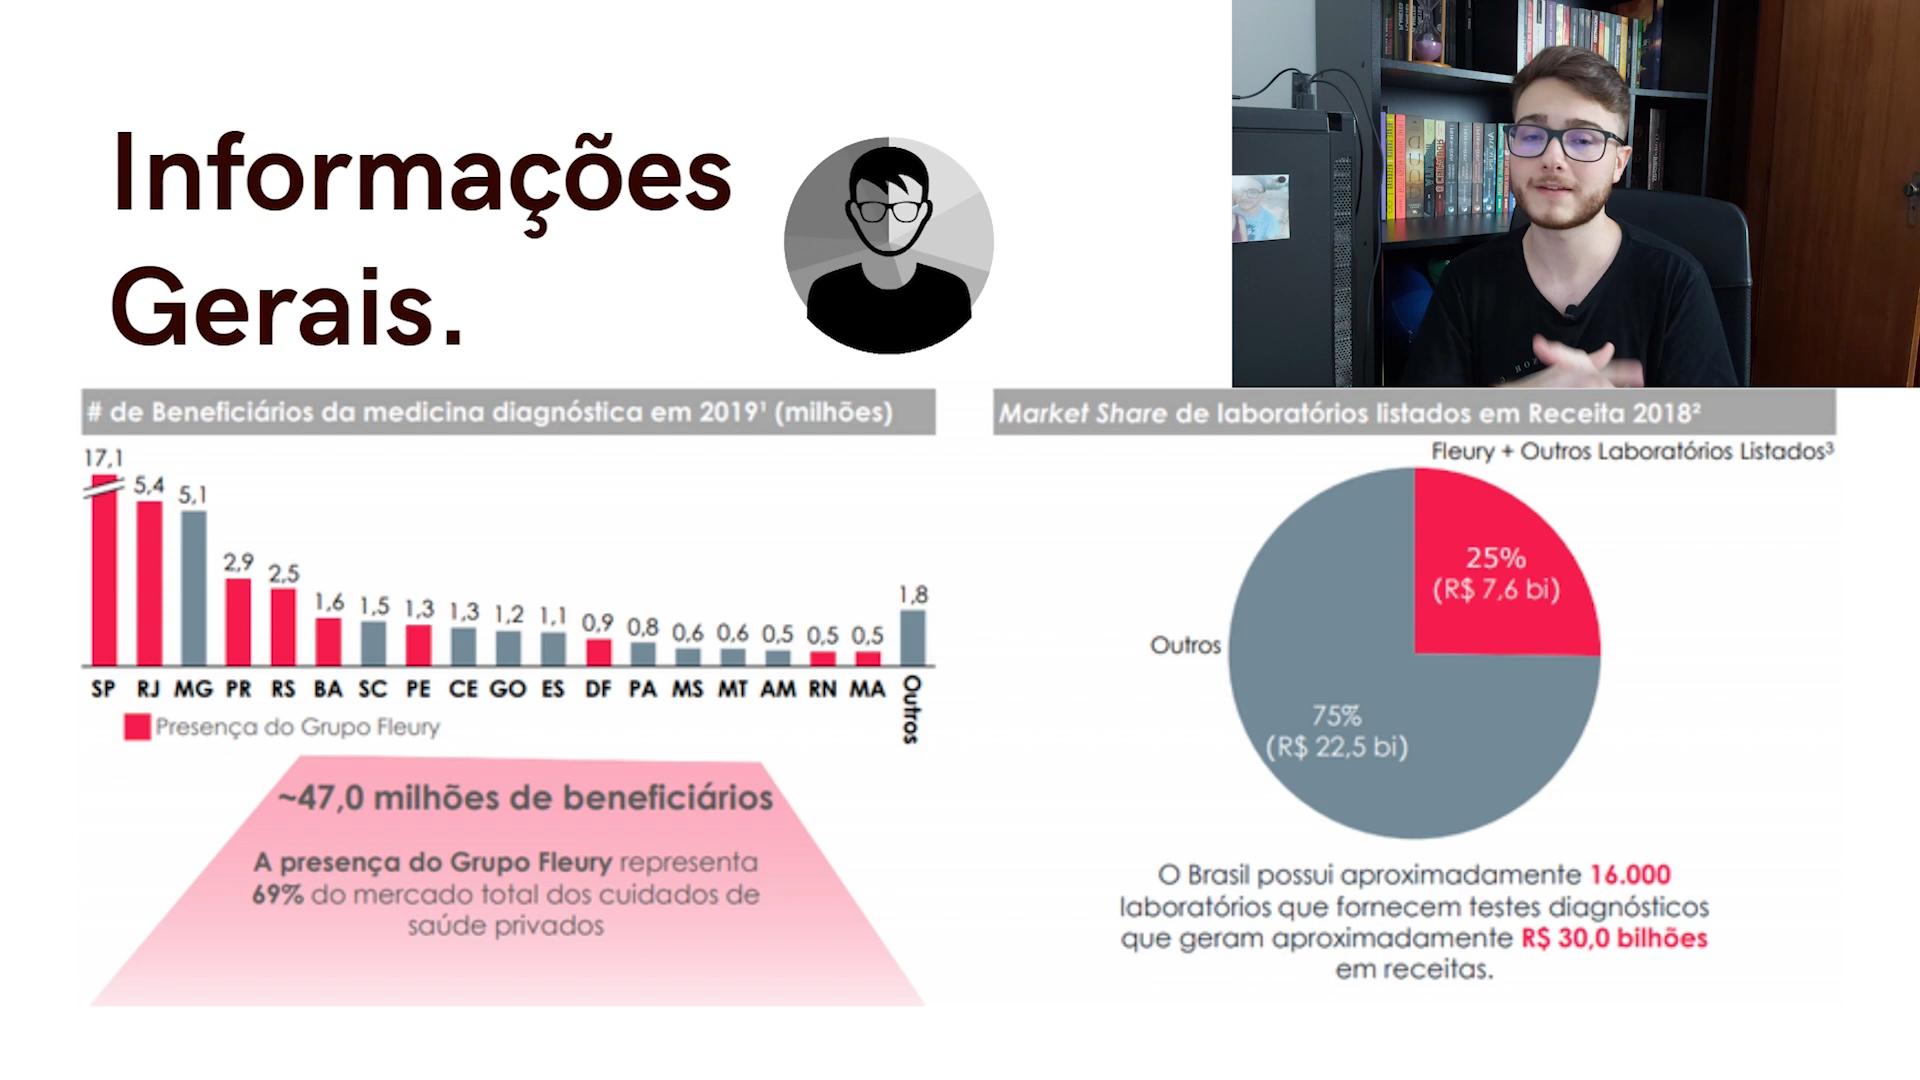 Informações
Gerais.
# de Beneficiários da medicina diagnóstica em 2019¹ (milhões)
17,1
5,4
5,1
2,9
2,5
1,6
1,5
1,3
1,3
1,2
1,1
0,9
0,8
0,6
0,6
0,5
0,5
0,5
1,8
SP RJ MG PR RS BA SC PE CE GO ES DF PA MS MT AM RN MA Outros
Presença do Grupo Fleury
~47,0 milhões de beneficiários
A presença do Grupo Fleury representa
69% do mercado total dos cuidados de
saúde privados
Market Share de laboratórios listados em Receita 2018²
Fleury + Outros Laboratórios Listados³
25%
(R$ 7,6 bi)
Outros
75%
(R$ 22,5 bi)
O Brasil possui aproximadamente 16.000
laboratórios que fornecem testes diagnósticos
que geram aproximadamente R$ 30,0 bilhões
em receitas.